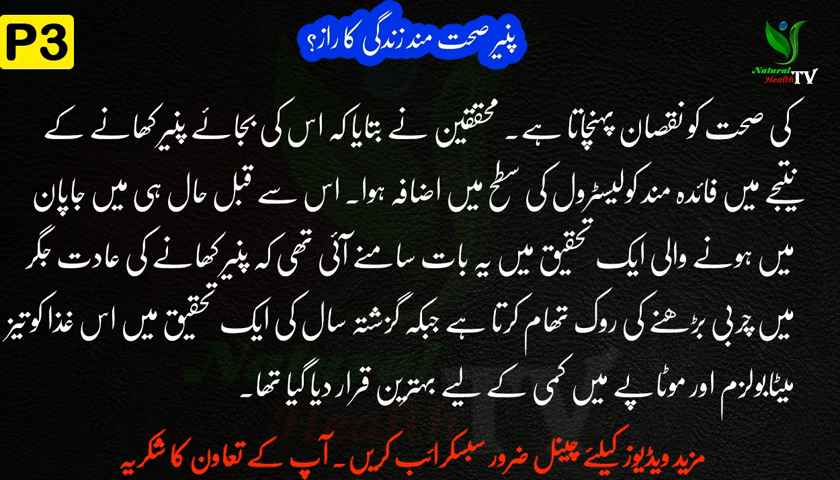 P3
پنیر صحت مند زندگی کا راز؟
Natural
Health TV
کی صحت کو نقصان پہنچاتا ہے۔ محققین نے بتایا کہ اس کی بجائے پنیر کھانے کے
نتیجے میں فائدہ مند کولیسٹرول کی سطح میں اضافہ ہوا۔ اس سے قبل حال ہی میں جاپان
میں ہونے والی ایک تحقیق میں یہ بات سامنے آئی تھی کہ پنیر کھانے کی عادت جگر
میں چربی بڑھنے کی روک تھام کرتا ہے جبکہ گزشتہ سال کی ایک تحقیق میں اس غذا کو تیز
میٹابولزم اور موٹاپے میں کمی کے لیے بہترین قرار دیا گیا تھا۔
مزید ویڈیوز کیلئے چینل ضرور سبسکرائب کریں۔ آپ کے تعاون کا شکریہ